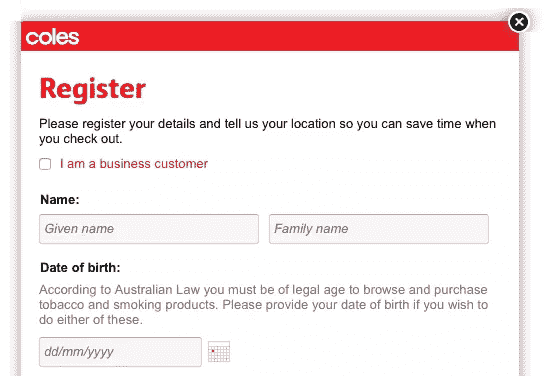 coles
Register
Please register your details and tell us your location so you can save time when
you check out.
I am a business customer
Name:
Given name Family name
Date of birth:
According to Australian Law you must be of legal age to browse and purchase
tobacco and smoking products. Please provide your date of birth if you wish to
do either of these.
dd/mm/yyyy